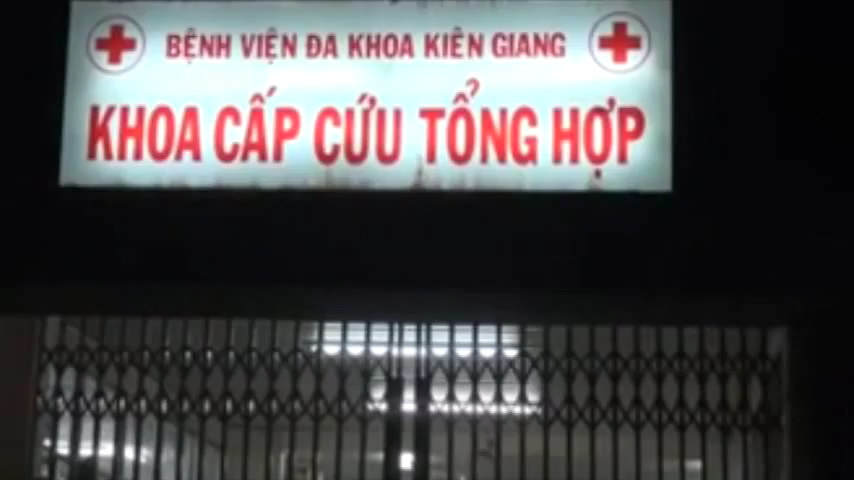 BỆNH VIỆN ĐA KHOA KIÊN GIANG
KHOA CẤP CỨU TỔNG HỢP